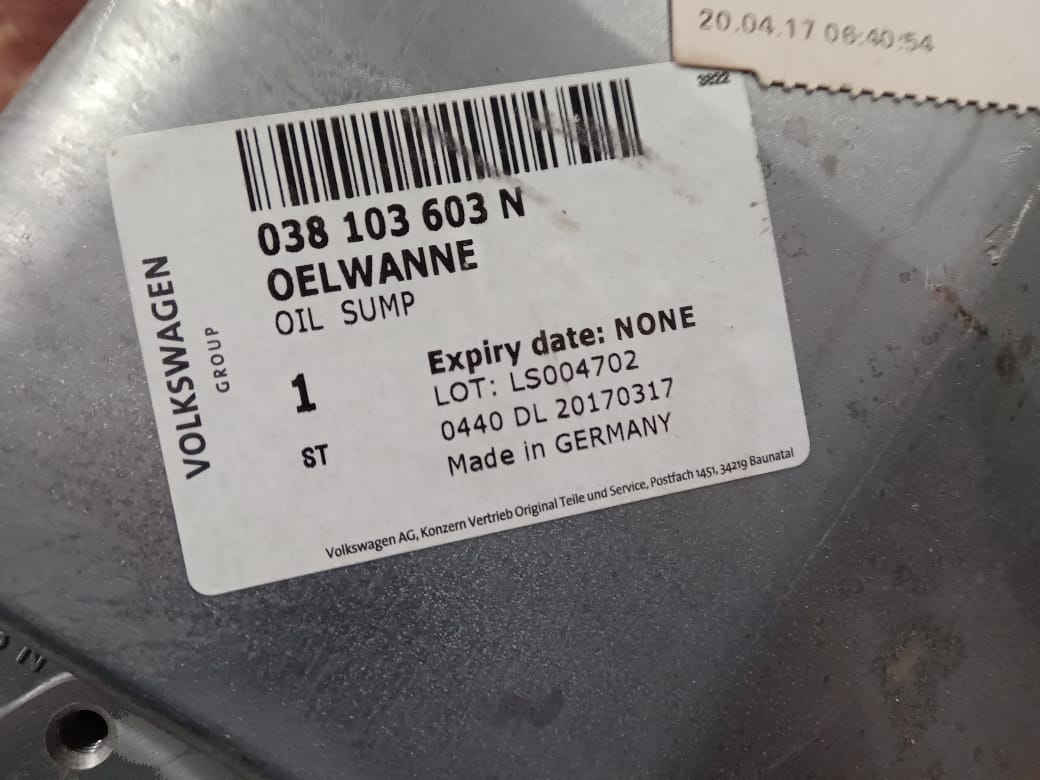 20.04.17 06:40:54
3822
038 103 603 N
OELWANNE
OIL SUMP
VOLKSWAGEN
GROUP
1
ST
Expiry date: NONE
LOT: LS004702
0440 DL 20170317
Made in GERMANY
Volkswagen AG, Konzern Vertrieb Original Teile und Service, Postfach 1451, 34219 Baunatal